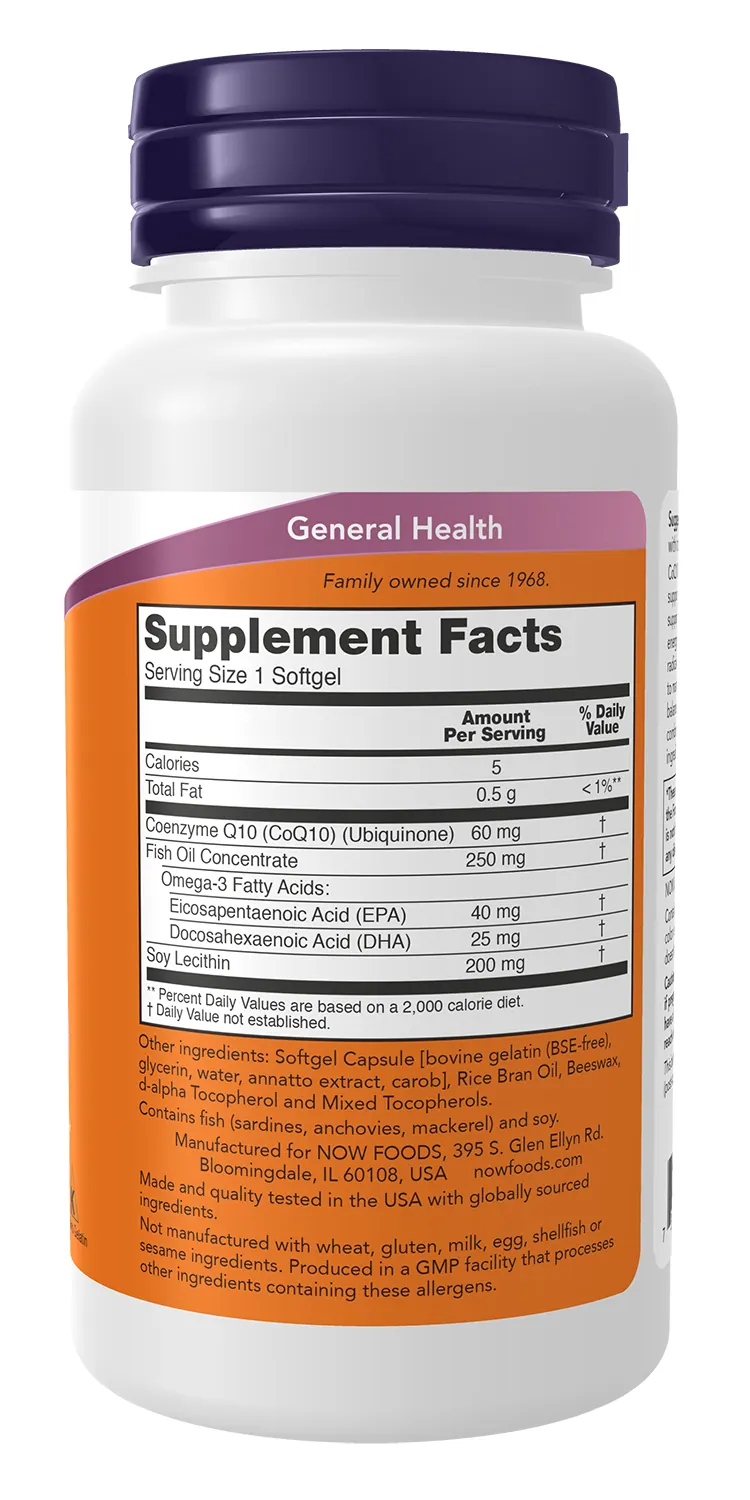 General Health
Family owned since 1968.
Supplement Facts
Serving Size 1 Softgel
Amount Per Serving % Daily Value
Calories 5
Total Fat 0.5 g < 1%**
Coenzyme Q10 (CoQ10) (Ubiquinone) 60 mg †
Fish Oil Concentrate 250 mg †
Omega-3 Fatty Acids:
Eicosapentaenoic Acid (EPA) 40 mg †
Docosahexaenoic Acid (DHA) 25 mg †
Soy Lecithin 200 mg †
** Percent Daily Values are based on a 2,000 calorie diet.
† Daily Value not established.
Other ingredients: Softgel Capsule [bovine gelatin (BSE-free),
glycerin, water, annatto extract, carob], Rice Bran Oil, Beeswax,
d-alpha Tocopherol and Mixed Tocopherols.
Contains fish (sardines, anchovies, mackerel) and soy.
Manufactured for NOW FOODS, 395 S. Glen Ellyn Rd.
Bloomingdale, IL 60108, USA nowfoods.com
Made and quality tested in the USA with globally sourced
ingredients.
Not manufactured with wheat, gluten, milk, egg, shellfish or
sesame ingredients. Produced in a GMP facility that processes
other ingredients containing these allergens.